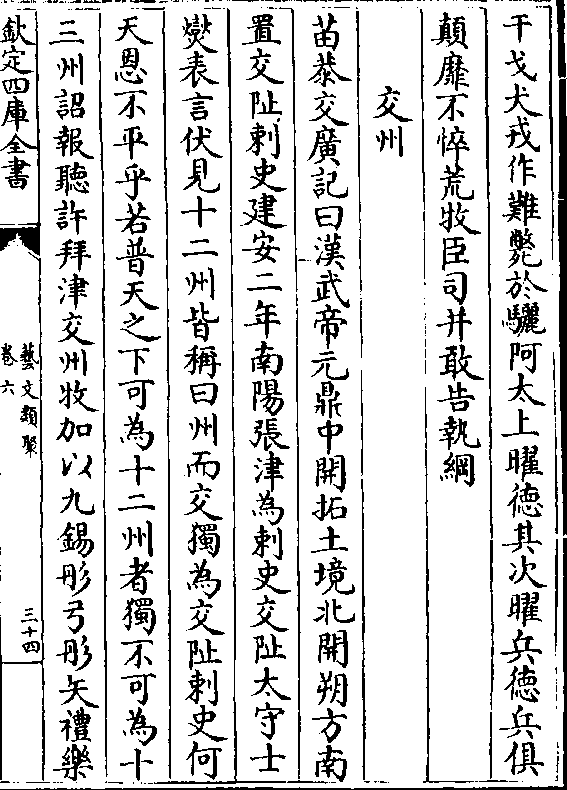 干戈犬戎作難斃於驪阿太上曜徳其次曜兵徳兵俱
顛靡不悴荒牧臣司并敢告執綱
交州
苗恭交廣記曰漢武帝元鼎中開拓土境北開朔方南
置交阯刺史建安二年南陽張津為刺史交阯太守士
燮表言伏見十二州皆稱曰州而交獨為交阯刺史何
天恩不平乎若普天之下可為十二州者獨不可為十
三州詔報聽許拜津交州牧加以九錫彤弓彤矢禮樂
欽定四庫全書
藝文類聚
卷六
三十四